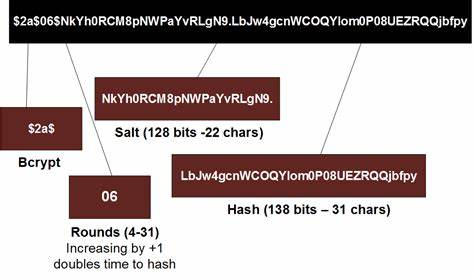 $2a$06$NkYh0RCM8pNWPaYvRLgN9.LbJw4gcnWCOQYIom0P08UEZRQQjbfpy
NkYh0RCM8pNWPaYvRLgN9.
Salt (128 bits -22 chars)
$2a$
Bcrypt
LbJw4gcnWCOQYIom0P08UEZRQQjbfpy
Hash (138 bits – 31 chars)
06
Rounds (4-31)
Increasing by +1
doubles time to hash